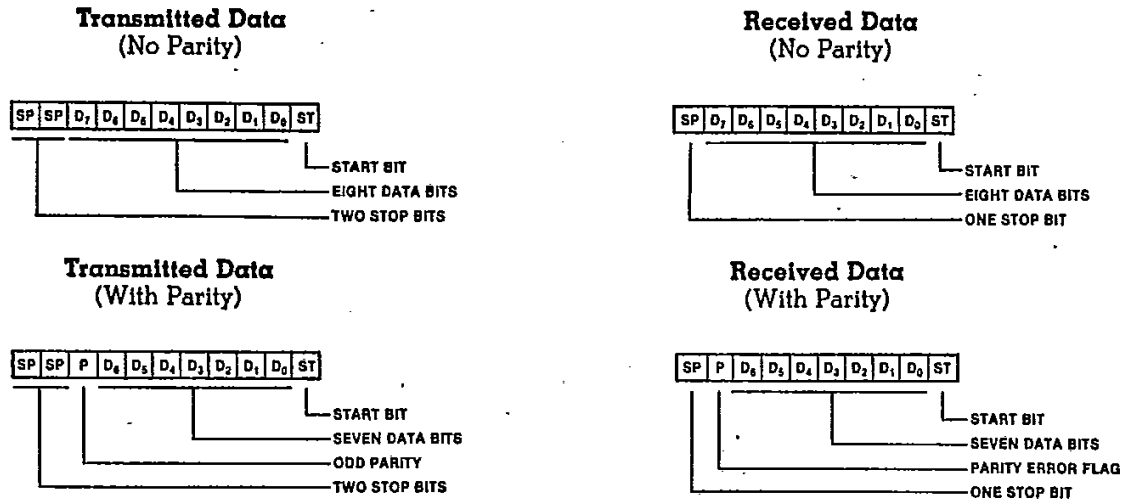 Transmitted Data
(No Parity)
SP SP D₇ D₆ D₅ D₄ D₃ D₂ D₁ D₀ ST
START BIT
EIGHT DATA BITS
TWO STOP BITS
Received Data
(No Parity)
SP D₇ D₆ D₅ D₄ D₃ D₂ D₁ D₀ ST
START BIT
EIGHT DATA BITS
ONE STOP BIT
Transmitted Data
(With Parity)
SP SP P D₆ D₅ D₄ D₃ D₂ D₁ D₀ ST
START BIT
SEVEN DATA BITS
ODD PARITY
TWO STOP BITS
Received Data
(With Parity)
SP P D₆ D₅ D₄ D₃ D₂ D₁ D₀ ST
START BIT
SEVEN DATA BITS
PARITY ERROR FLAG
ONE STOP BIT